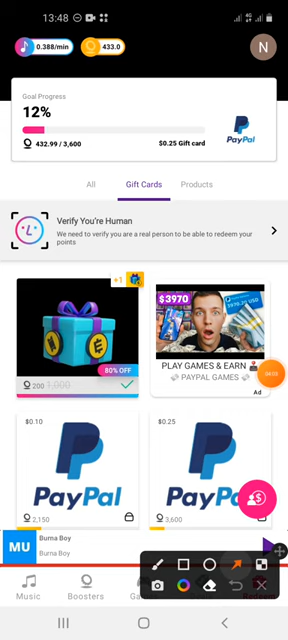 13:48
0.388/min
433.0
N
Goal Progress
12%
432.99 / 3,600
$0.25 Gift card
PayPal
All
Gift Cards
Products
Verify You're Human
We need to verify you are a real person to be able to redeem your
points
+1
80% OFF
200 1,000
$3970
PLAY GAMES & EARN
PAYPAL GAMES
Ad
$0.10
PayPal
2,150
$0.25
PayPal
3,600
MU
Burna Boy
Burna Boy
Music
Boosters